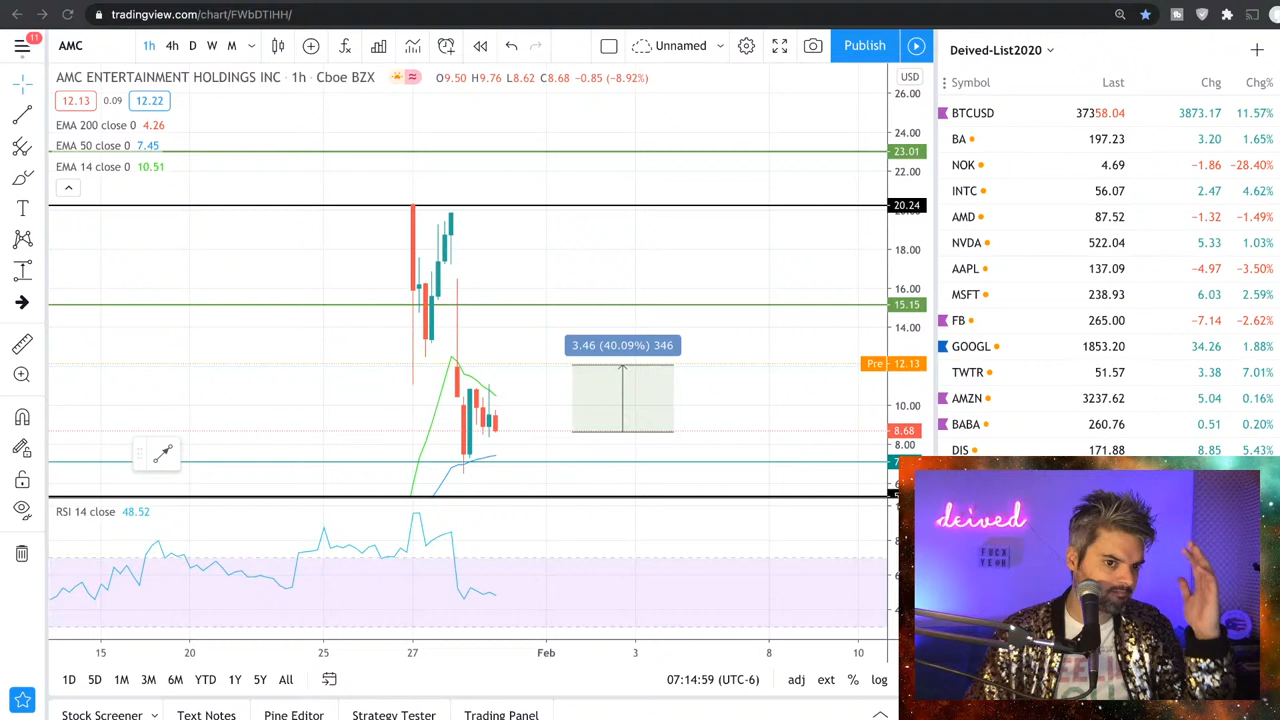 tradingview.com/chart/FWbDTIHH/
11
AMC 1h 4h D W M Unnamed Publish Deived-List2020
AMC ENTERTAINMENT HOLDINGS INC · 1h · Cboe BZX O9.50 H9.76 L8.62 C8.68 −0.85 (−8.92%) USD
12.13 0.09 12.22
EMA 200 close 0 4.26
EMA 50 close 0 7.45
EMA 14 close 0 10.51
26.00
24.00
23.01
22.00
20.24
18.00
16.00
15.15
14.00
3.46 (40.09%) 346
Pre 12.13
10.00
8.68
8.00
RSI 14 close 48.52
15 20 25 27 Feb 3 8 10
1D 5D 1M 3M 6M YTD 1Y 5Y All 07:14:59 (UTC-6) adj ext % log
Stock Screener Text Notes Pine Editor Strategy Tester Trading Panel
Symbol Last Chg Chg%
BTCUSD 37358.04 3873.17 11.57%
BA 197.23 3.20 1.65%
NOK 4.69 −1.86 −28.40%
INTC 56.07 2.47 4.62%
AMD 87.52 −1.32 −1.49%
NVDA 522.04 5.33 1.03%
AAPL 137.09 −4.97 −3.50%
MSFT 238.93 6.03 2.59%
FB 265.00 −7.14 −2.62%
GOOGL 1853.20 34.26 1.88%
TWTR 51.57 3.38 7.01%
AMZN 3237.62 5.04 0.16%
BABA 260.76 0.51 0.20%
DIS 171.88 8.85 5.43%
deived
FUCK
YEAH